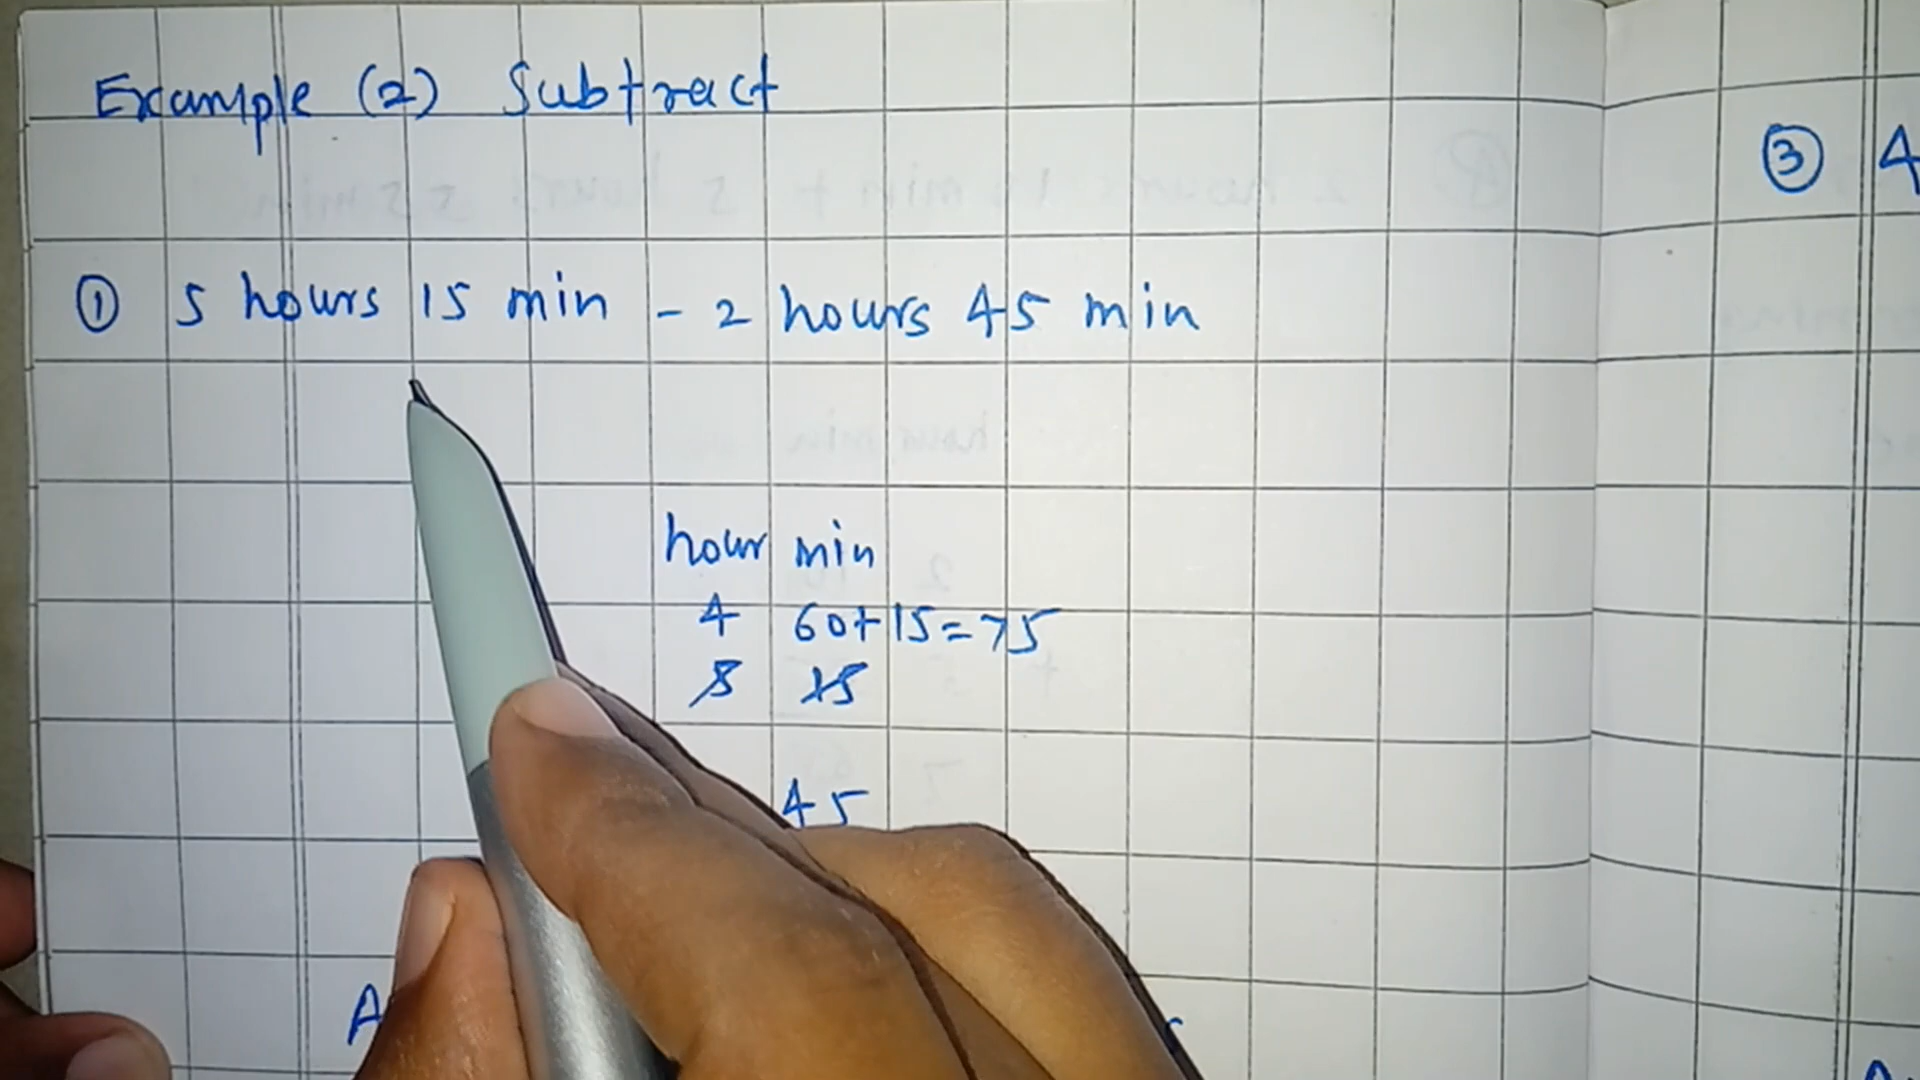 Example (2) Subtract
③ 4
① 5 hours 15 min - 2 hours 45 min
hour min
4 60+15=75
5 15
45
A